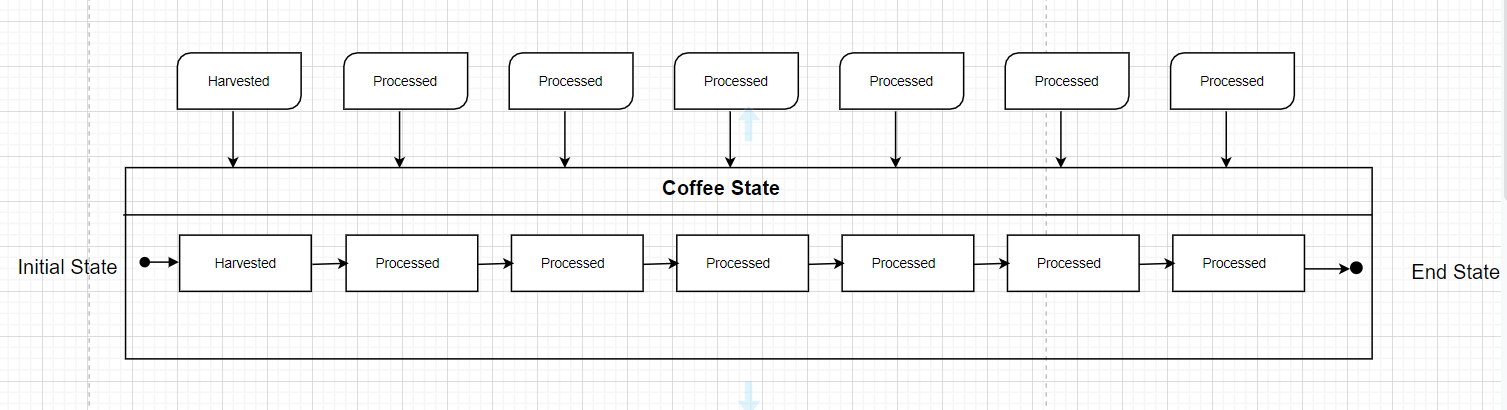 Harvested
Processed
Processed
Processed
Processed
Processed
Processed
Coffee State
Initial State
Harvested
Processed
Processed
Processed
Processed
Processed
Processed
End State